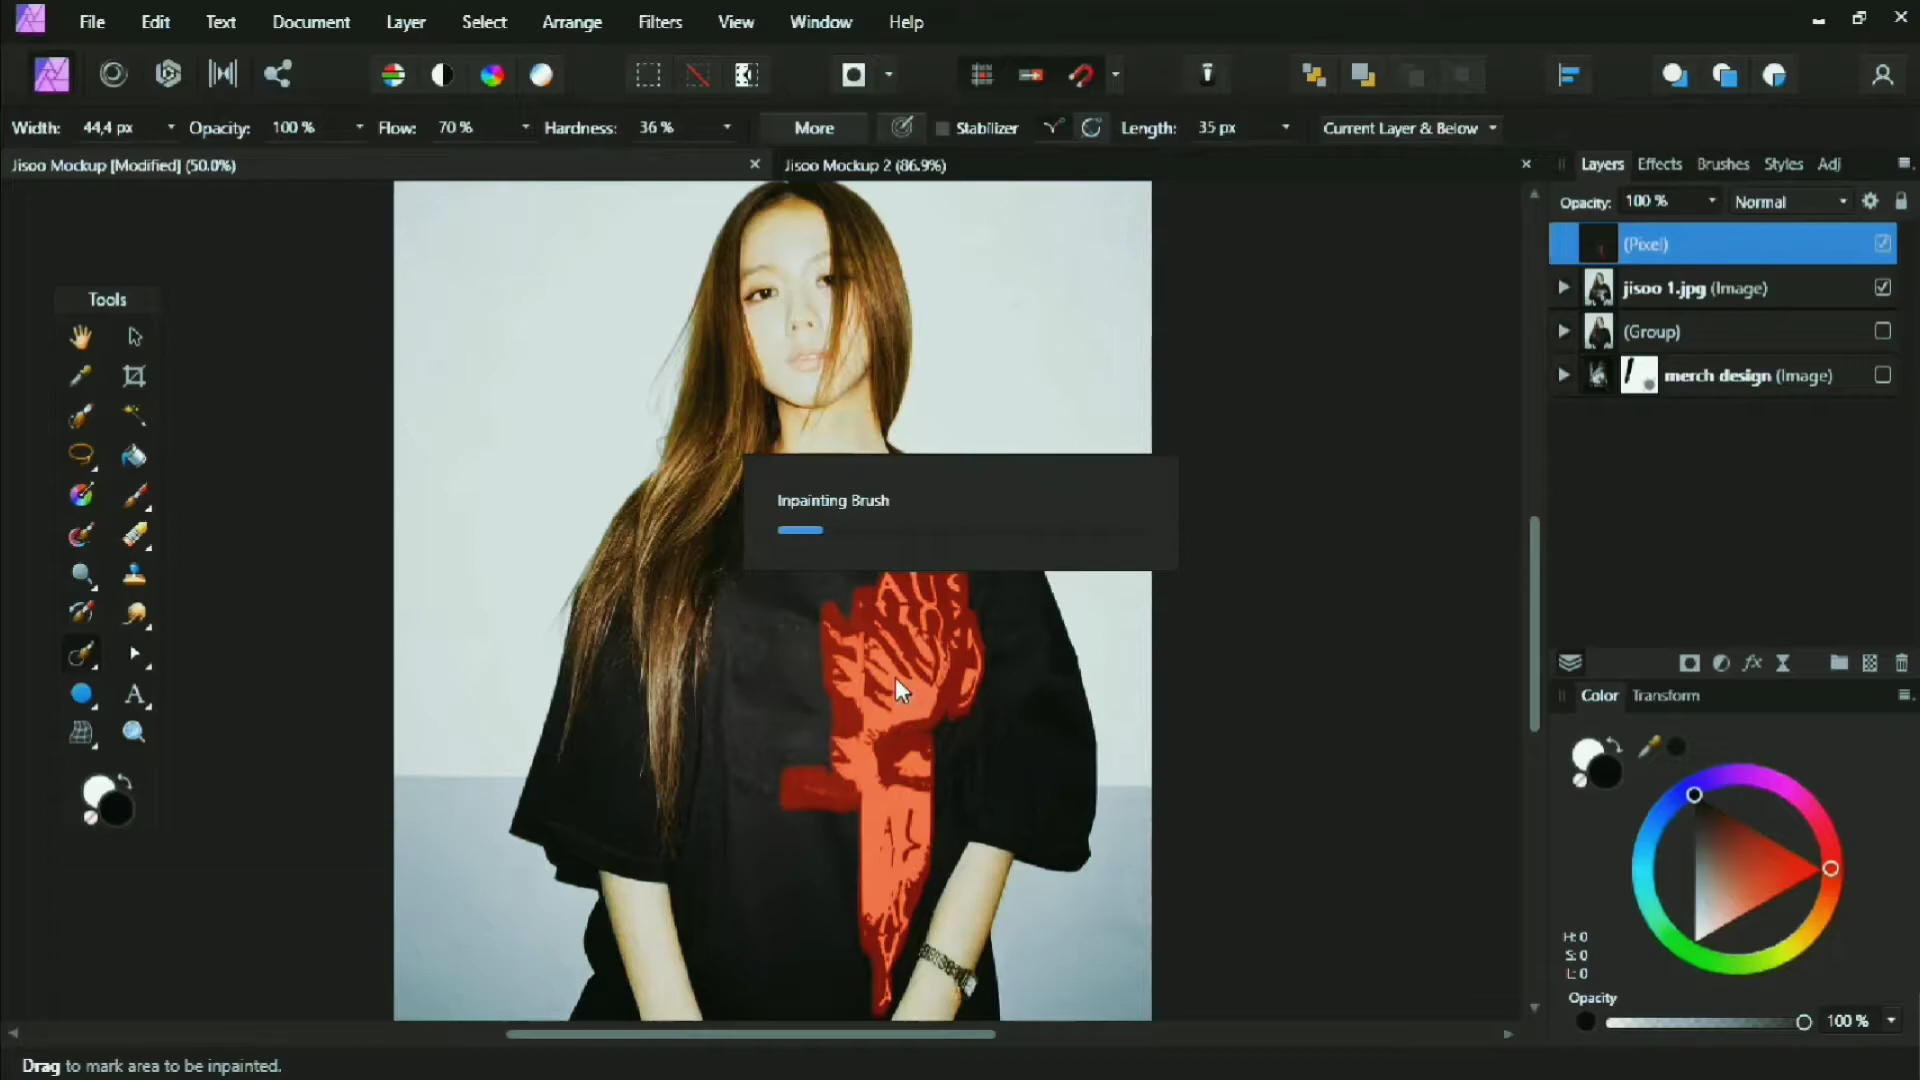 File Edit Text Document Layer Select Arrange Filters View Window Help
Width: 44,4 px Opacity: 100 % Flow: 70 % Hardness: 36 % More Stabilizer Length: 35 px Current Layer & Below
Jisoo Mockup [Modified] (50.0%) Jisoo Mockup 2 (86.9%)
Layers Effects Brushes Styles Adj
Opacity: 100 % Normal
(Pixel)
jisoo 1.jpg (Image)
(Group)
merch design (Image)
Tools
Inpainting Brush
AUS
Color Transform
H: 0
S: 0
L: 0
Opacity
100 %
Drag to mark area to be inpainted.